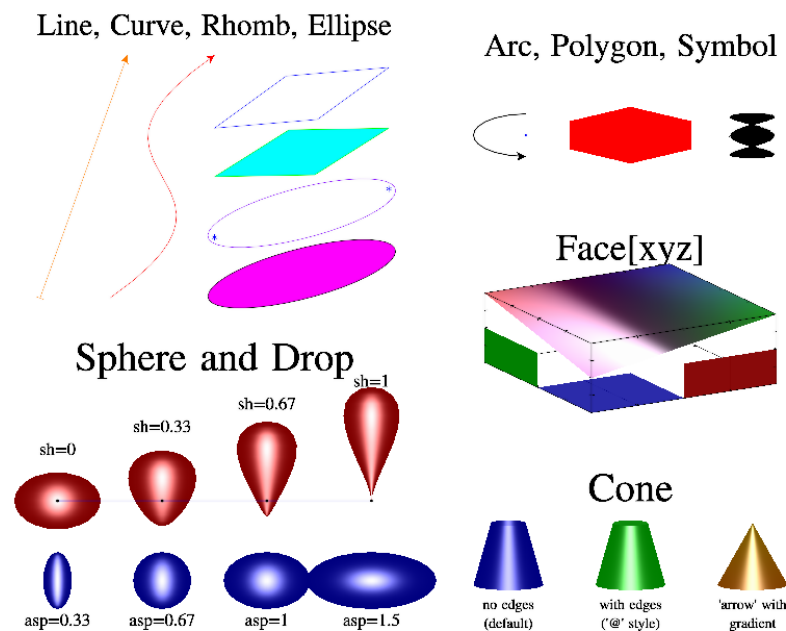 Line, Curve, Rhomb, Ellipse
Arc, Polygon, Symbol
Face[xyz]
Sphere and Drop
sh=0
sh=0.33
sh=0.67
sh=1
asp=0.33
asp=0.67
asp=1
asp=1.5
Cone
no edges
(default)
with edges
('@' style)
'arrow' with
gradient